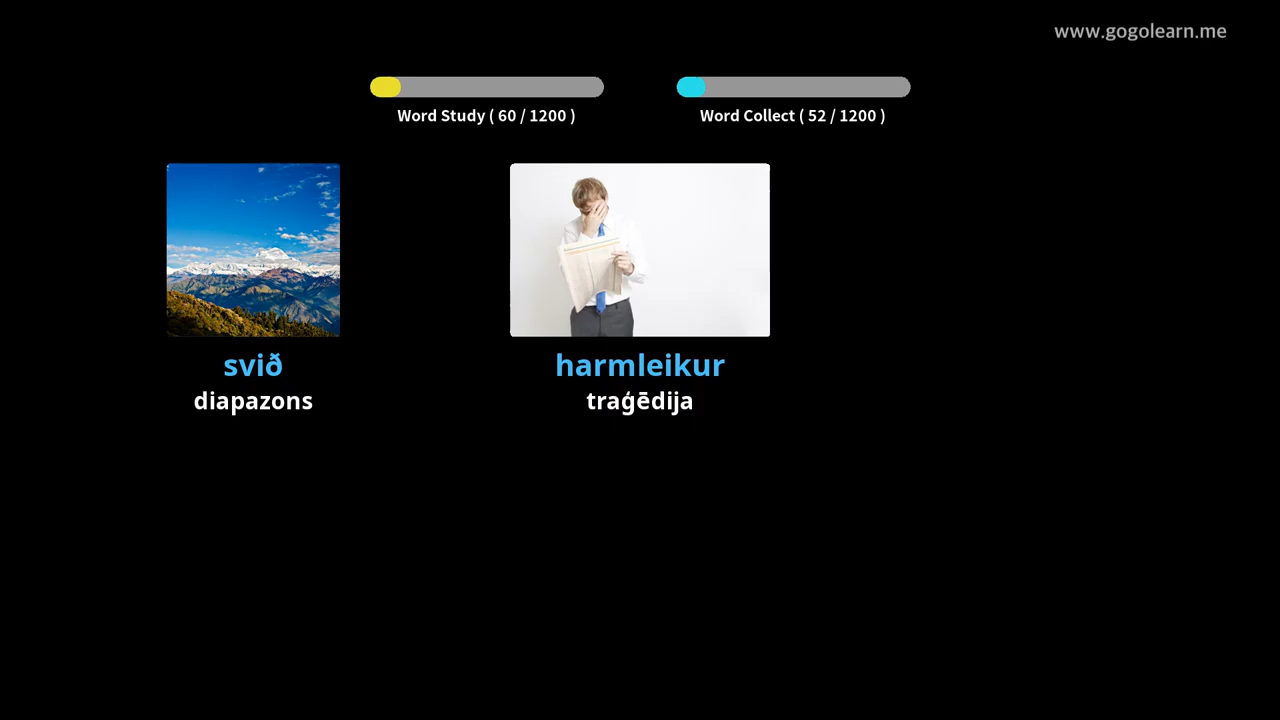 www.gogolearn.me
Word Study ( 60 / 1200 )
Word Collect ( 52 / 1200 )
svið
diapazons
harmleikur
traģēdija